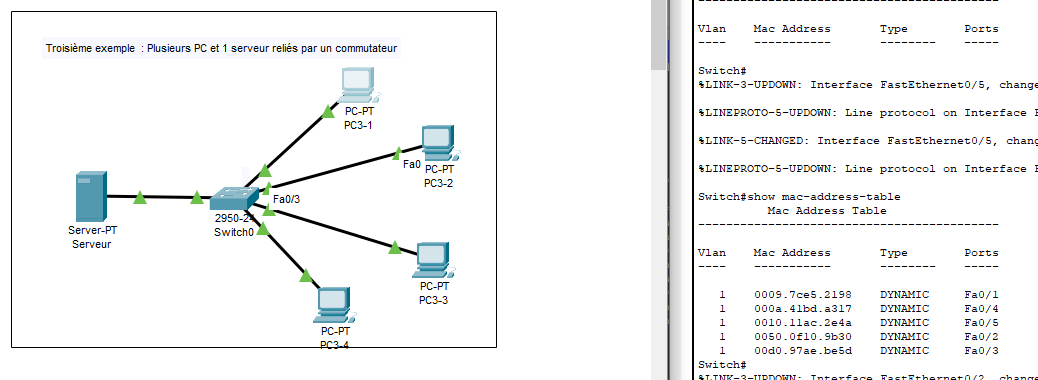 Troisième exemple : Plusieurs PC et 1 serveur reliés par un commutateur
PC-PT
PC3-1
Fa0
PC-PT
PC3-2
Fa0/3
2950-24
Switch0
Server-PT
Serveur
PC-PT
PC3-3
PC-PT
PC3-4
Vlan Mac Address Type Ports
---- ----------- -------- -----
Switch#
%LINK-3-UPDOWN: Interface FastEthernet0/5, change
%LINEPROTO-5-UPDOWN: Line protocol on Interface F
%LINK-5-CHANGED: Interface FastEthernet0/5, chang
%LINEPROTO-5-UPDOWN: Line protocol on Interface F
Switch#show mac-address-table
Mac Address Table
-------------------------------------------
Vlan Mac Address Type Ports
---- ----------- -------- -----
1 0009.7ce5.2198 DYNAMIC Fa0/1
1 000a.41bd.a317 DYNAMIC Fa0/4
1 0010.11ac.2e4a DYNAMIC Fa0/5
1 0050.0f10.9b30 DYNAMIC Fa0/2
1 00d0.97ae.be5d DYNAMIC Fa0/3
Switch#
%LINK-3-UPDOWN: Interface FastEthernet0/2, change